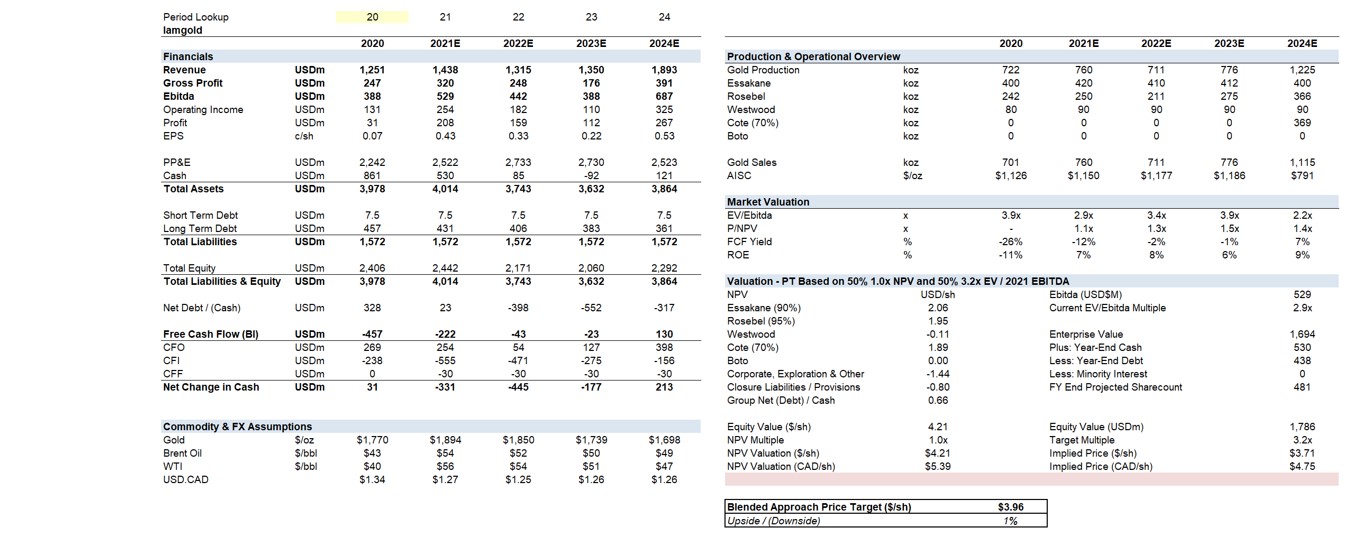 Period Lookup 20 21 22 23 24
Iamgold
2020 2021E 2022E 2023E 2024E
Financials
Revenue USDm 1,251 1,438 1,315 1,350 1,893
Gross Profit USDm 247 320 248 176 391
Ebitda USDm 388 529 442 388 687
Operating Income USDm 131 254 182 110 325
Profit USDm 31 208 159 112 267
EPS c/sh 0.07 0.43 0.33 0.22 0.53
PP&E USDm 2,242 2,522 2,733 2,730 2,523
Cash USDm 861 530 85 -92 121
Total Assets USDm 3,978 4,014 3,743 3,632 3,864
Short Term Debt USDm 7.5 7.5 7.5 7.5 7.5
Long Term Debt USDm 457 431 406 383 361
Total Liabilities USDm 1,572 1,572 1,572 1,572 1,572
Total Equity USDm 2,406 2,442 2,171 2,060 2,292
Total Liabilities & Equity USDm 3,978 4,014 3,743 3,632 3,864
Net Debt / (Cash) USDm 328 23 -398 -552 -317
Free Cash Flow (BI) USDm -457 -222 -43 -23 130
CFO USDm 269 254 54 127 398
CFI USDm -238 -555 -471 -275 -156
CFF USDm 0 -30 -30 -30 -30
Net Change in Cash USDm 31 -331 -445 -177 213
Commodity & FX Assumptions
Gold $/oz $1,770 $1,894 $1,850 $1,739 $1,698
Brent Oil $/bbl $43 $54 $52 $50 $49
WTI $/bbl $40 $56 $54 $51 $47
USD.CAD $1.34 $1.27 $1.25 $1.26 $1.26
2020 2021E 2022E 2023E 2024E
Production & Operational Overview
Gold Production koz 722 760 711 776 1,225
Essakane koz 400 420 410 412 400
Rosebel koz 242 250 211 275 366
Westwood koz 80 90 90 90 90
Cote (70%) koz 0 0 0 0 369
Boto koz 0 0 0 0 0
Gold Sales koz 701 760 711 776 1,115
AISC $/oz $1,126 $1,150 $1,177 $1,186 $791
Market Valuation
EV/Ebitda x 3.9x 2.9x 3.4x 3.9x 2.2x
P/NPV x - 1.1x 1.3x 1.5x 1.4x
FCF Yield % -26% -12% -2% -1% 7%
ROE % -11% 7% 8% 6% 9%
Valuation - PT Based on 50% 1.0x NPV and 50% 3.2x EV / 2021 EBITDA
NPV USD/sh Ebitda (USD$M) 529
Essakane (90%) 2.06 Current EV/Ebitda Multiple 2.9x
Rosebel (95%) 1.95
Westwood -0.11 Enterprise Value 1,694
Cote (70%) 1.89 Plus: Year-End Cash 530
Boto 0.00 Less: Year-End Debt 438
Corporate, Exploration & Other -1.44 Less: Minority Interest 0
Closure Liabilities / Provisions -0.80 FY End Projected Sharecount 481
Group Net (Debt) / Cash 0.66
Equity Value ($/sh) 4.21 Equity Value (USDm) 1,786
NPV Multiple 1.0x Target Multiple 3.2x
NPV Valuation ($/sh) $4.21 Implied Price ($/sh) $3.71
NPV Valuation (CAD/sh) $5.39 Implied Price (CAD/sh) $4.75
Blended Approach Price Target ($/sh) $3.96
Upside / (Downside) 1%